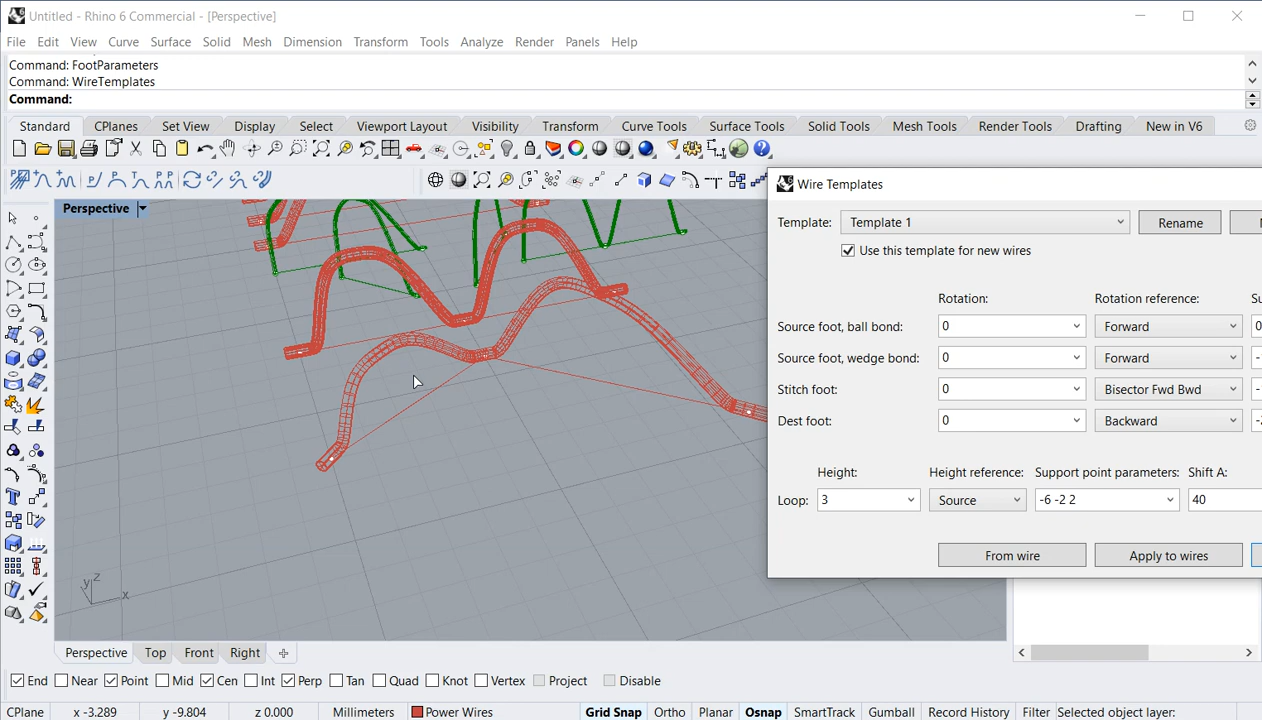 Untitled - Rhino 6 Commercial - [Perspective]
File Edit View Curve Surface Solid Mesh Dimension Transform Tools Analyze Render Panels Help
Command: FootParameters
Command: WireTemplates
Command:
Standard CPlanes Set View Display Select Viewport Layout Visibility Transform Curve Tools Surface Tools Solid Tools Mesh Tools Render Tools Drafting New in V6
Wire Templates
Perspective
Template: Template 1 Rename
Use this template for new wires
Rotation: Rotation reference:
Source foot, ball bond: 0 Forward
Source foot, wedge bond: 0 Forward
Stitch foot: 0 Bisector Fwd Bwd
Dest foot: 0 Backward
Height: Height reference: Support point parameters: Shift A:
Loop: 3 Source -6 -2 2 40
From wire Apply to wires
z
y
x
Perspective Top Front Right
End Near Point Mid Cen Int Perp Tan Quad Knot Vertex Project Disable
CPlane x -3.289 y -9.804 z 0.000 Millimeters Power Wires Grid Snap Ortho Planar Osnap SmartTrack Gumball Record History Filter Selected object layer: